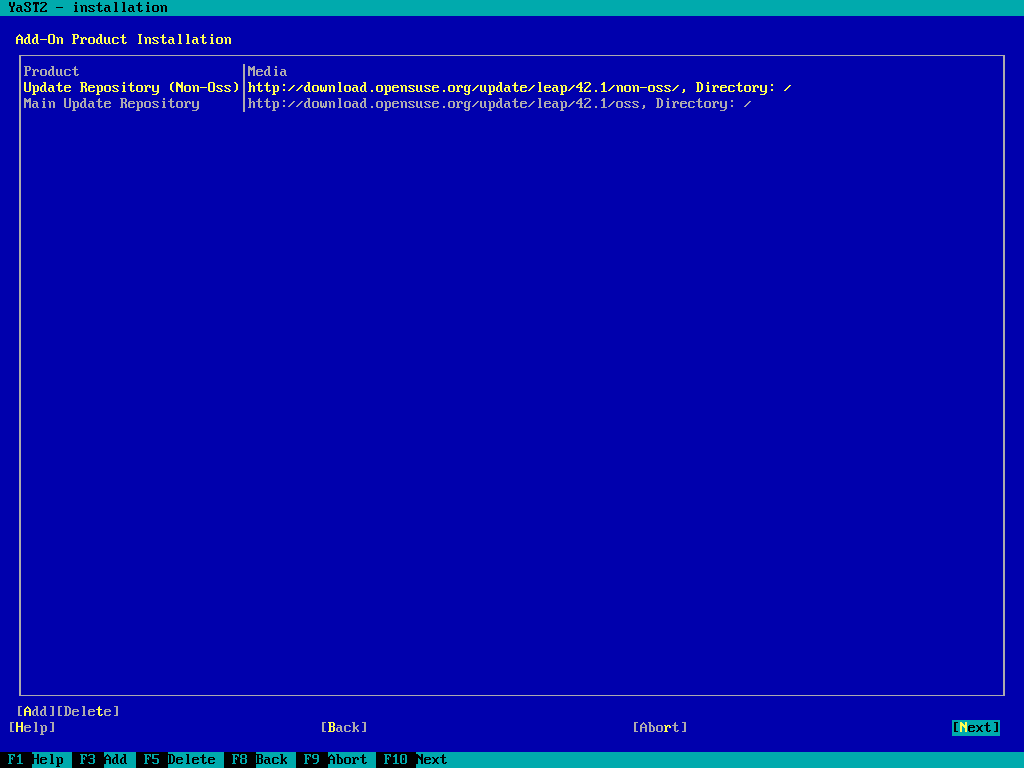 YaST2 - installation
Add-On Product Installation
Product Media
Update Repository (Non-Oss) http://download.opensuse.org/update/leap/42.1/non-oss/, Directory: /
Main Update Repository http://download.opensuse.org/update/leap/42.1/oss, Directory: /
[Add][Delete]
[Help] [Back] [Abort] [Next]
F1 Help F3 Add F5 Delete F8 Back F9 Abort F10 Next